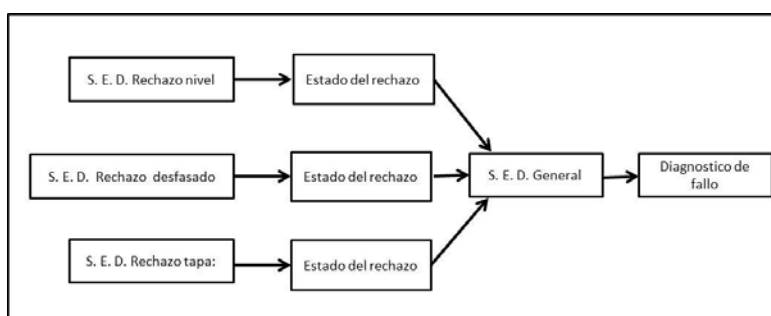 S. E. D. Rechazo nivel
Estado del rechazo
S. E. D. Rechazo desfasado
Estado del rechazo
S. E. D. General
Diagnostico de
fallo
S. E. D. Rechazo tapa:
Estado del rechazo